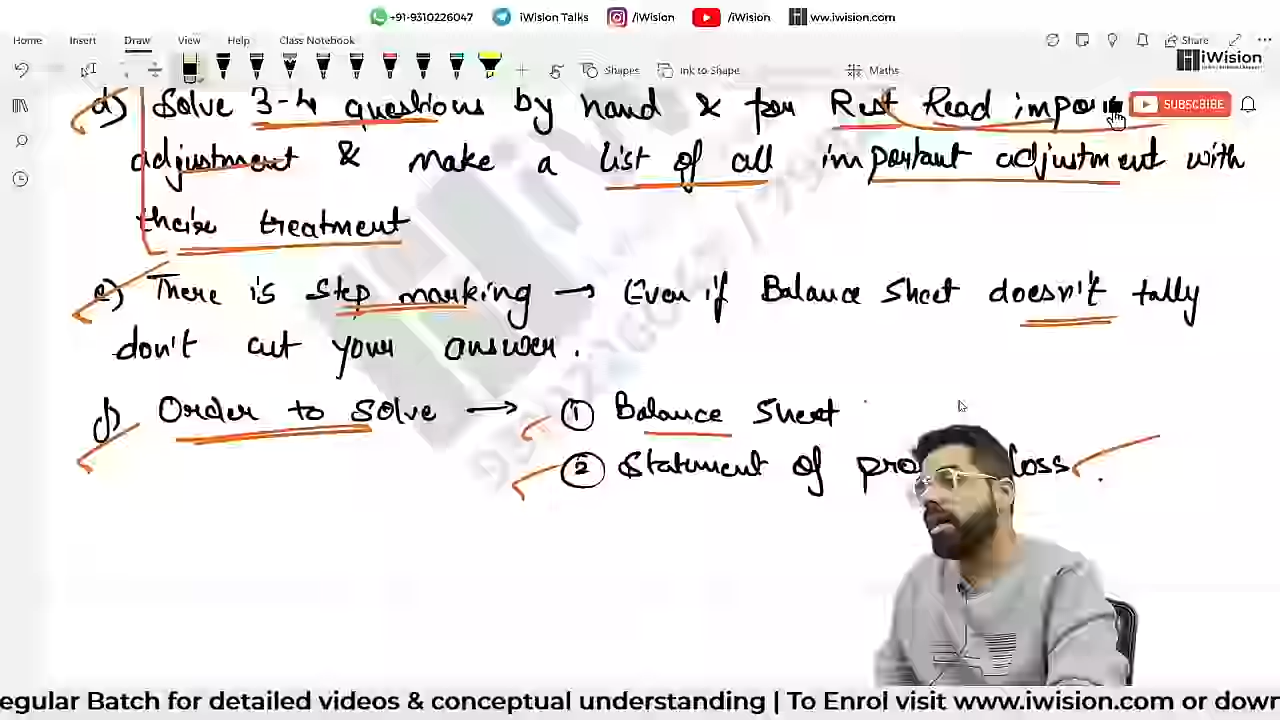 +91-9310226047 iWision Talks /iWision /iWision ww.iwision.com
Home Insert Draw View Help Class Notebook Share
iWision
Shapes Ink to Shape Maths
d) Solve 3-4 questions by hand & for Rest Read impo
SUBSCRIBE
adjustment & make a list of all important adjustment with
their treatment
e) There is step marking → Even if Balance Sheet doesn't tally
don't cut your answer.
f) Order to solve → ① Balance Sheet
② Statment of pro loss
egular Batch for detailed videos & conceptual understanding | To Enrol visit www.iwision.com or down